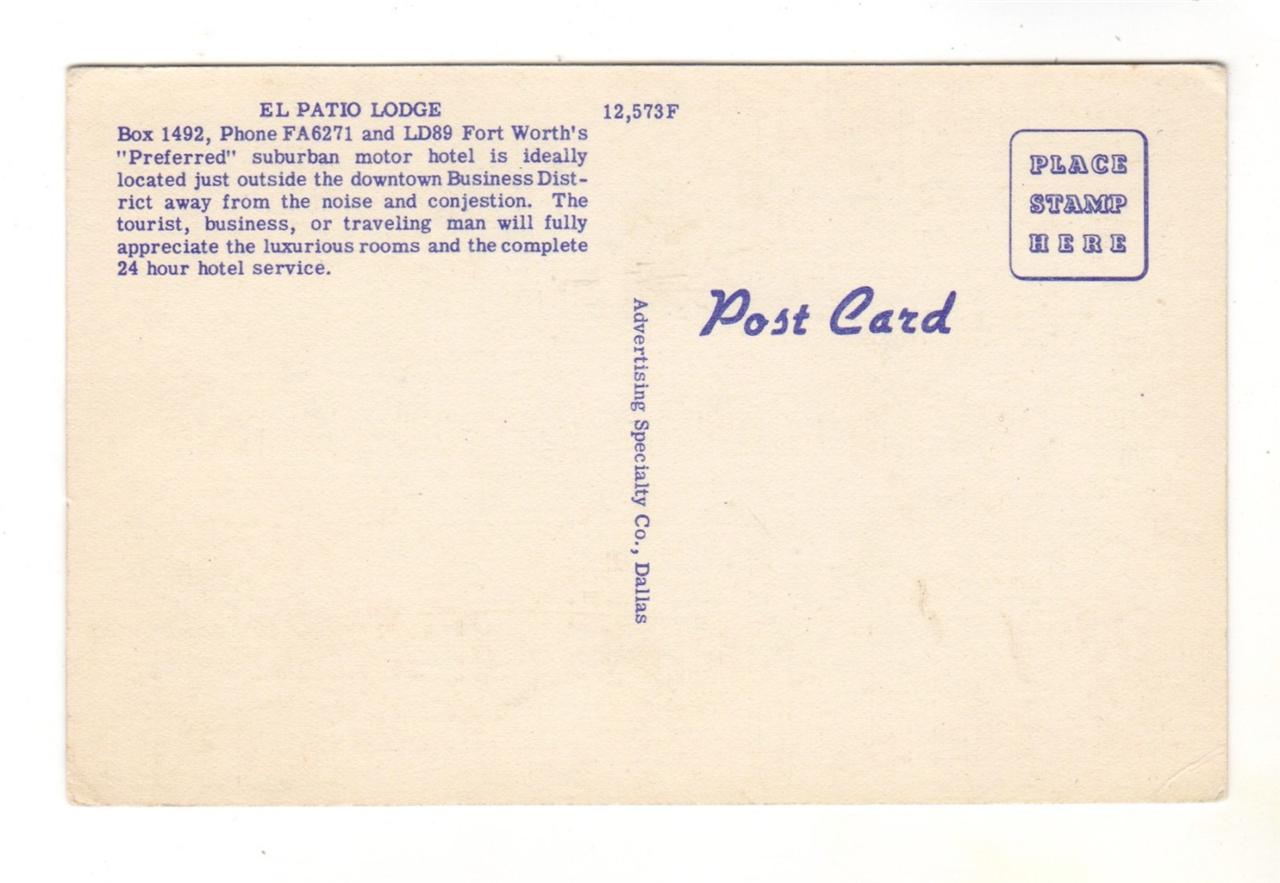 EL PATIO LODGE
Box 1492, Phone FA6271 and LD89 Fort Worth's
"Preferred" suburban motor hotel is ideally
located just outside the downtown Business Dist-
rict away from the noise and conjestion. The
tourist, business, or traveling man will fully
appreciate the luxurious rooms and the complete
24 hour hotel service.
12,573F
PLACE
STAMP
HERE
Post Card
Advertising Specialty Co., Dallas